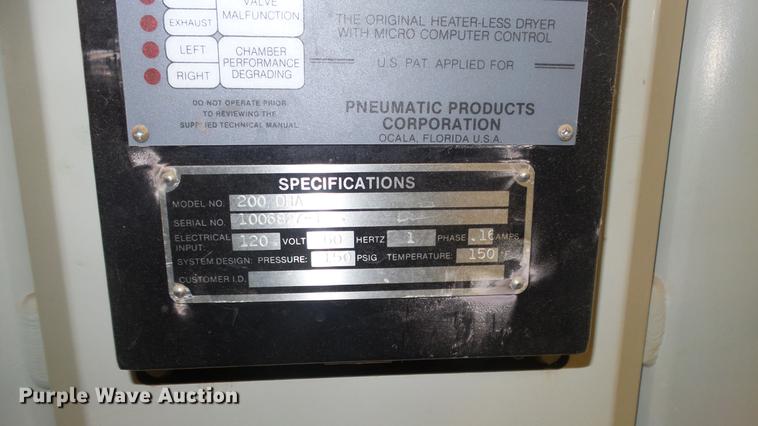 VALVE
MALFUNCTION
EXHAUST
LEFT
CHAMBER
PERFORMANCE
DEGRADING
RIGHT
DO NOT OPERATE PRIOR
TO REVIEWING THE
SUPPLIED TECHNICAL MANUAL
THE ORIGINAL HEATER-LESS DRYER
WITH MICRO COMPUTER CONTROL
U.S. PAT. APPLIED FOR
PNEUMATIC PRODUCTS
CORPORATION
OCALA, FLORIDA U.S.A.
SPECIFICATIONS
MODEL NO. 200 DHA
SERIAL NO.
ELECTRICAL INPUT: 120 VOLT 60 HERTZ 1 PHASE .16 AMPS
SYSTEM DESIGN: PRESSURE: 150 PSIG TEMPERATURE: 150 °F
CUSTOMER I.D.
Purple Wave Auction